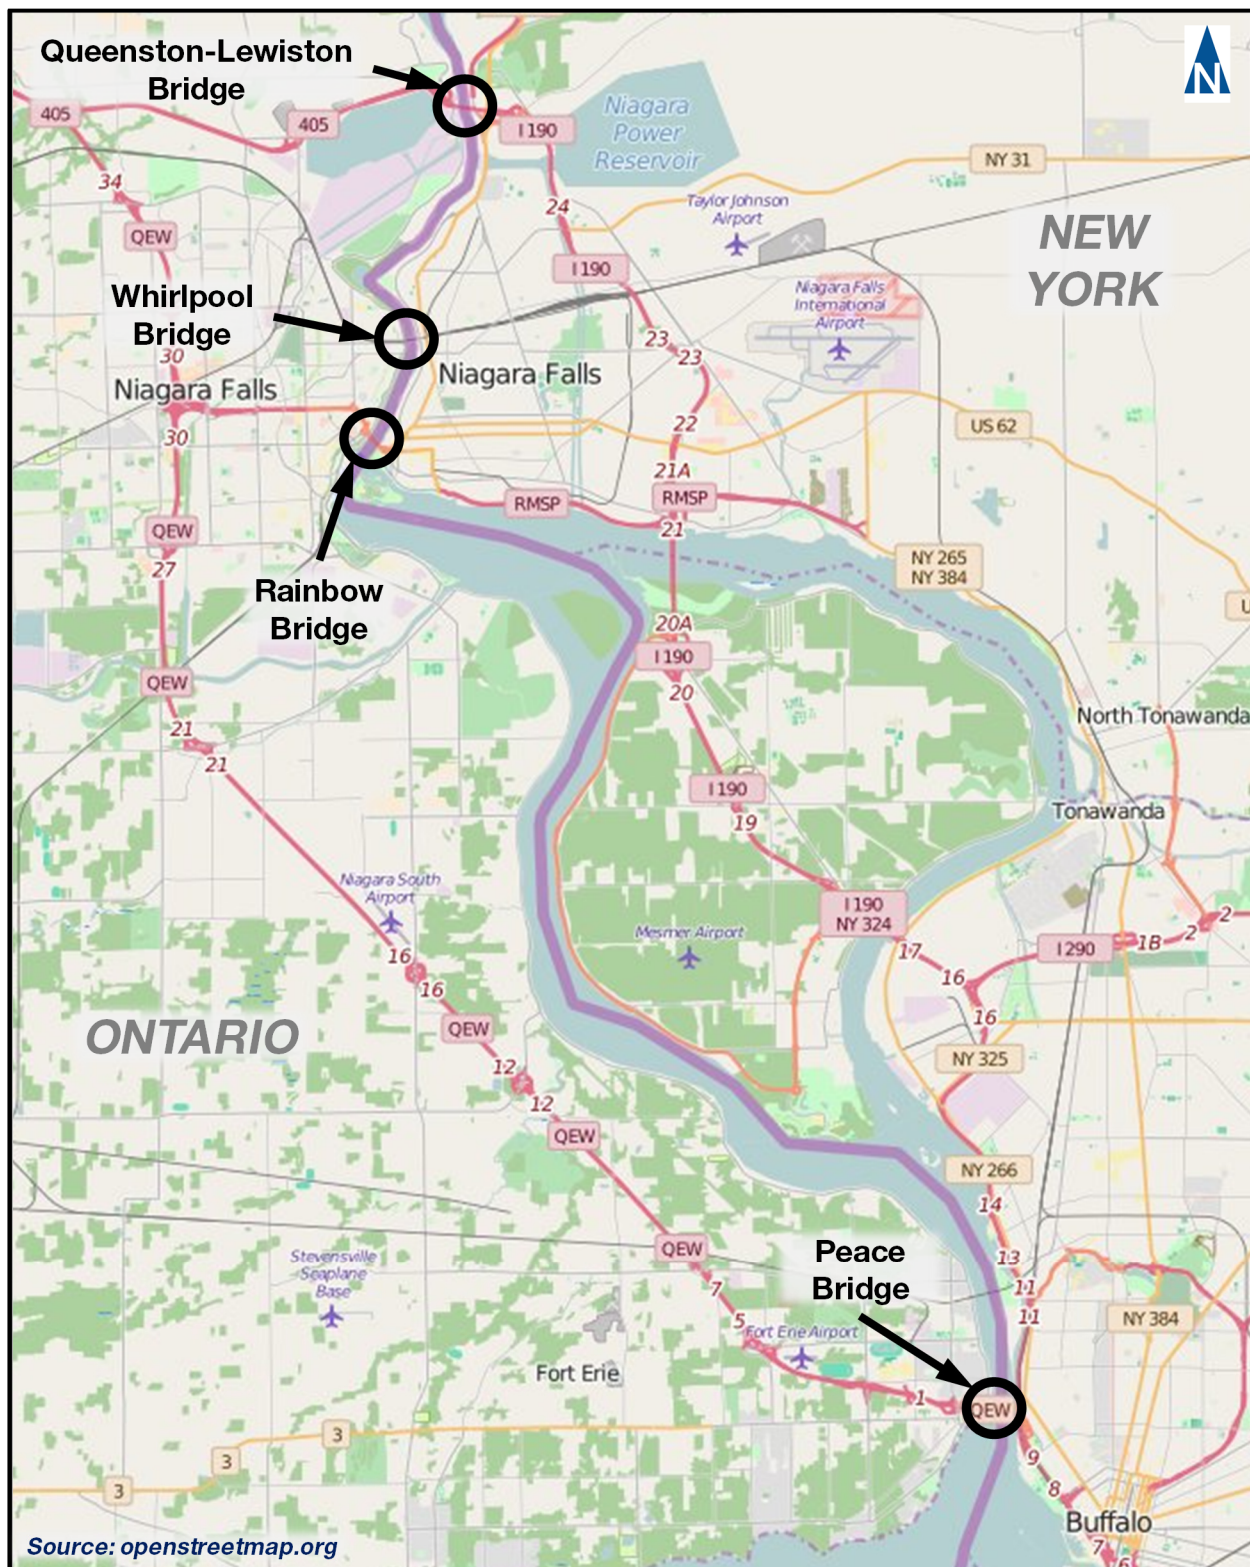 Queenston-Lewiston
Bridge
N
405
405
I 190
Niagara
Power
Reservoir
NY 31
34
24
Taylor Johnson
Airport
QEW
NEW
YORK
I 190
Whirlpool
Bridge
Niagara Falls
International
Airport
30
23
23
Niagara Falls
Niagara Falls
22
US 62
30
21A
RMSP
RMSP
QEW
21
27
NY 265
NY 384
Rainbow
Bridge
U
20A
I 190
QEW
20
21
North Tonawanda
21
I 190
19
Tonawanda
Niagara South
Airport
I 190
NY 324
2
Mesmer Airport
17
I 290
1B
2
16
16
16
16
ONTARIO
QEW
12
NY 325
12
QEW
NY 266
14
QEW
Peace
Bridge
13
Stevensville
Seaplane
Base
7
11
11
NY 384
5
Fort Erie Airport
Fort Erie
1
QEW
3
3
9
3
8
Buffalo
Source: openstreetmap.org
7
6